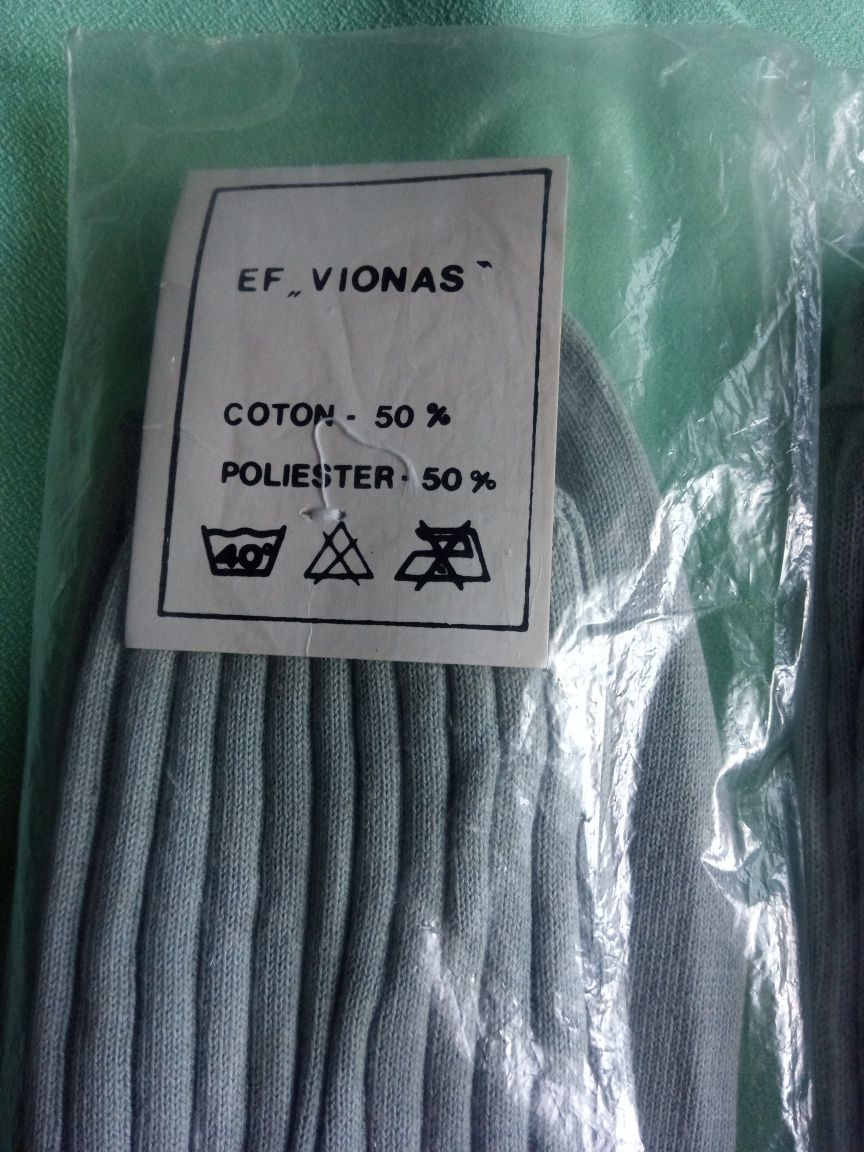 EF „VIONAS"
COTON - 50 %
POLIESTER - 50 %
40°